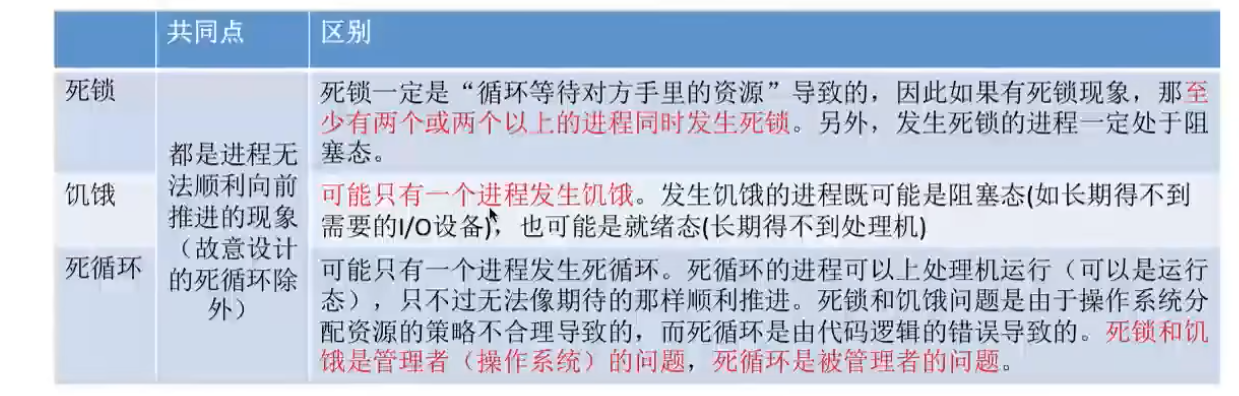 共同点
区别
死锁
死锁一定是“循环等待对方手里的资源”导致的，因此如果有死锁现象，那至
少有两个或两个以上的进程同时发生死锁。另外，发生死锁的进程一定处于阻
塞态。
都是进程无
法顺利向前
推进的现象
（故意设计
的死循环除
外）
饥饿
可能只有一个进程发生饥饿。发生饥饿的进程既可能是阻塞态(如长期得不到
需要的I/O设备)，也可能是就绪态(长期得不到处理机)
死循环
可能只有一个进程发生死循环。死循环的进程可以上处理机运行（可以是运行
态），只不过无法像期待的那样顺利推进。死锁和饥饿问题是由于操作系统分
配资源的策略不合理导致的，而死循环是由代码逻辑的错误导致的。死锁和饥
饿是管理者（操作系统）的问题，死循环是被管理者的问题。